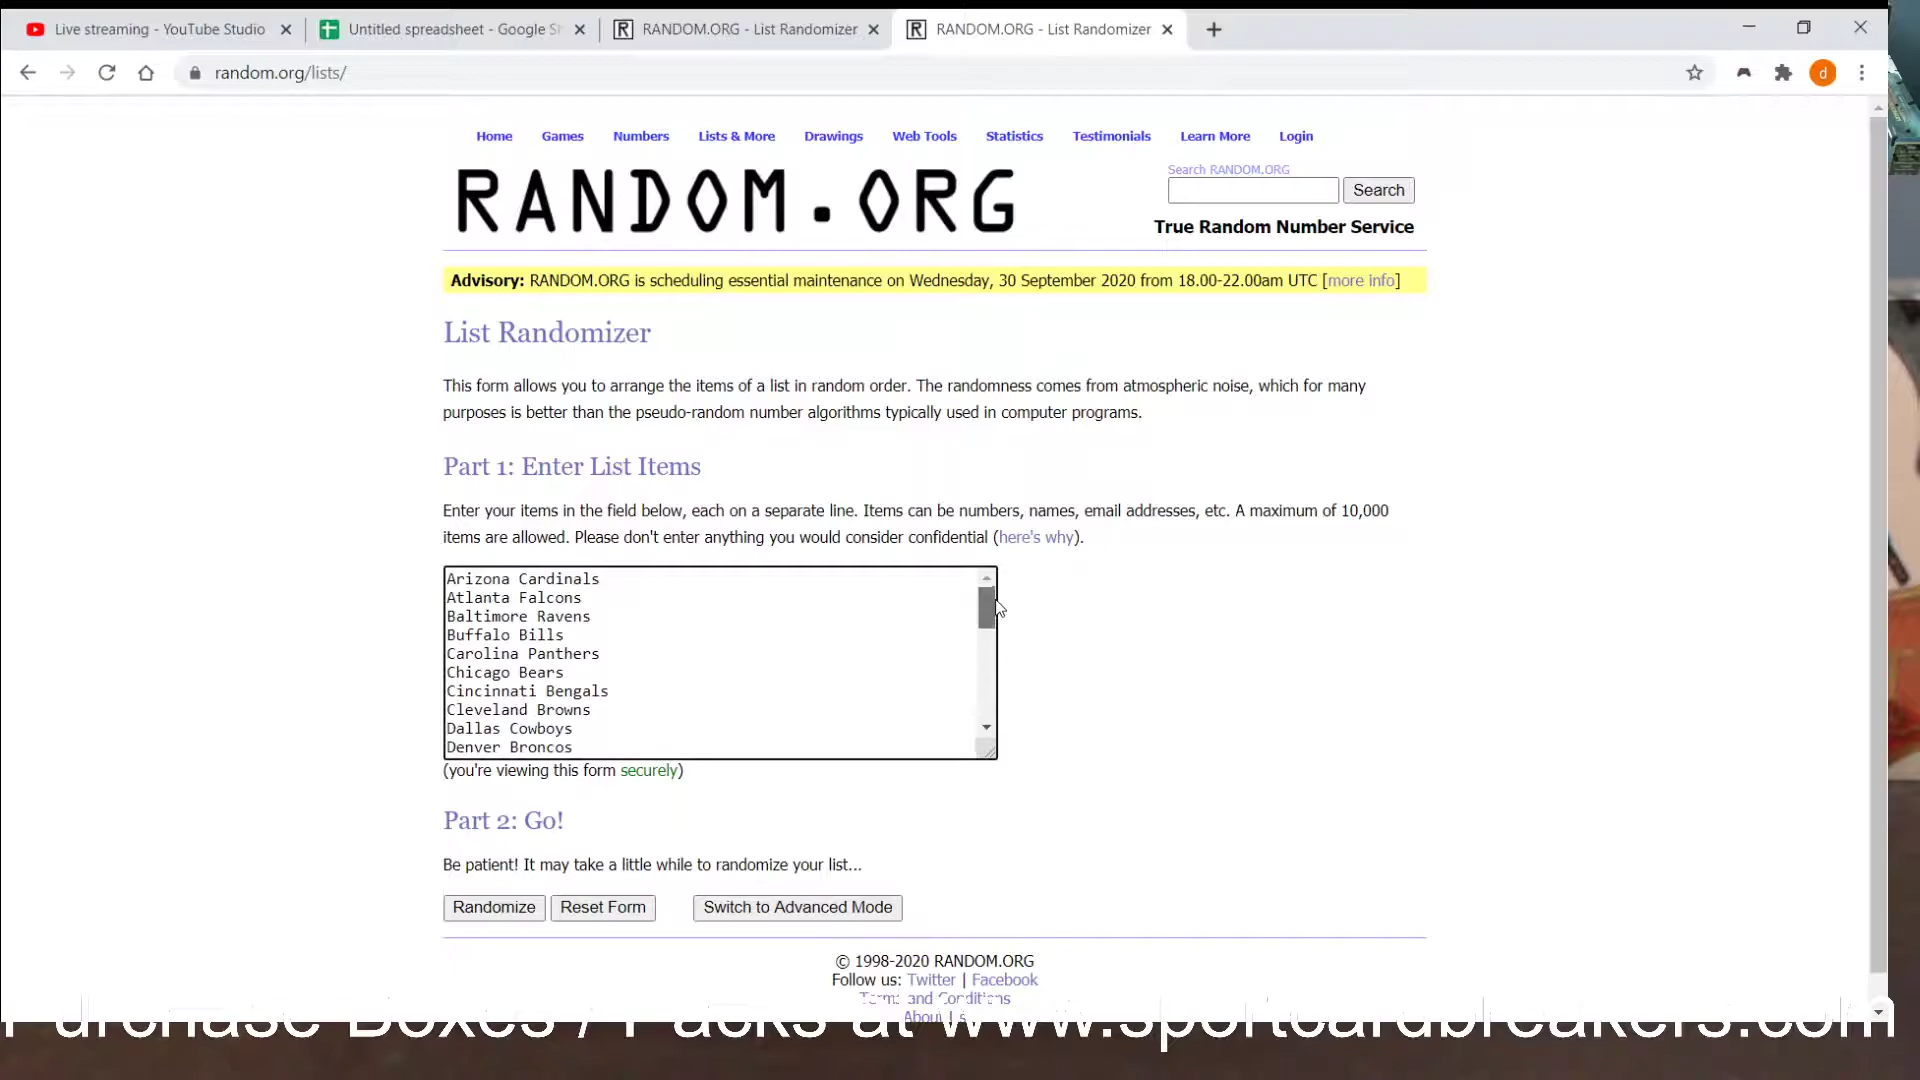 Live streaming - YouTube Studio
Untitled spreadsheet - Google S
RANDOM.ORG - List Randomizer
RANDOM.ORG - List Randomizer
random.org/lists/
d
Home Games Numbers Lists & More Drawings Web Tools Statistics Testimonials Learn More Login
RANDOM.ORG
Search RANDOM.ORG
Search
True Random Number Service
Advisory: RANDOM.ORG is scheduling essential maintenance on Wednesday, 30 September 2020 from 18.00-22.00am UTC [more info]
List Randomizer
This form allows you to arrange the items of a list in random order. The randomness comes from atmospheric noise, which for many
purposes is better than the pseudo-random number algorithms typically used in computer programs.
Part 1: Enter List Items
Enter your items in the field below, each on a separate line. Items can be numbers, names, email addresses, etc. A maximum of 10,000
items are allowed. Please don't enter anything you would consider confidential (here's why).
Arizona Cardinals
Atlanta Falcons
Baltimore Ravens
Buffalo Bills
Carolina Panthers
Chicago Bears
Cincinnati Bengals
Cleveland Browns
Dallas Cowboys
Denver Broncos
(you're viewing this form securely)
Part 2: Go!
Be patient! It may take a little while to randomize your list...
Randomize Reset Form Switch to Advanced Mode
© 1998-2020 RANDOM.ORG
Follow us: Twitter | Facebook
Terms and Conditions
About Us
Purchase Boxes / Packs at www.sportcardbreakers.com